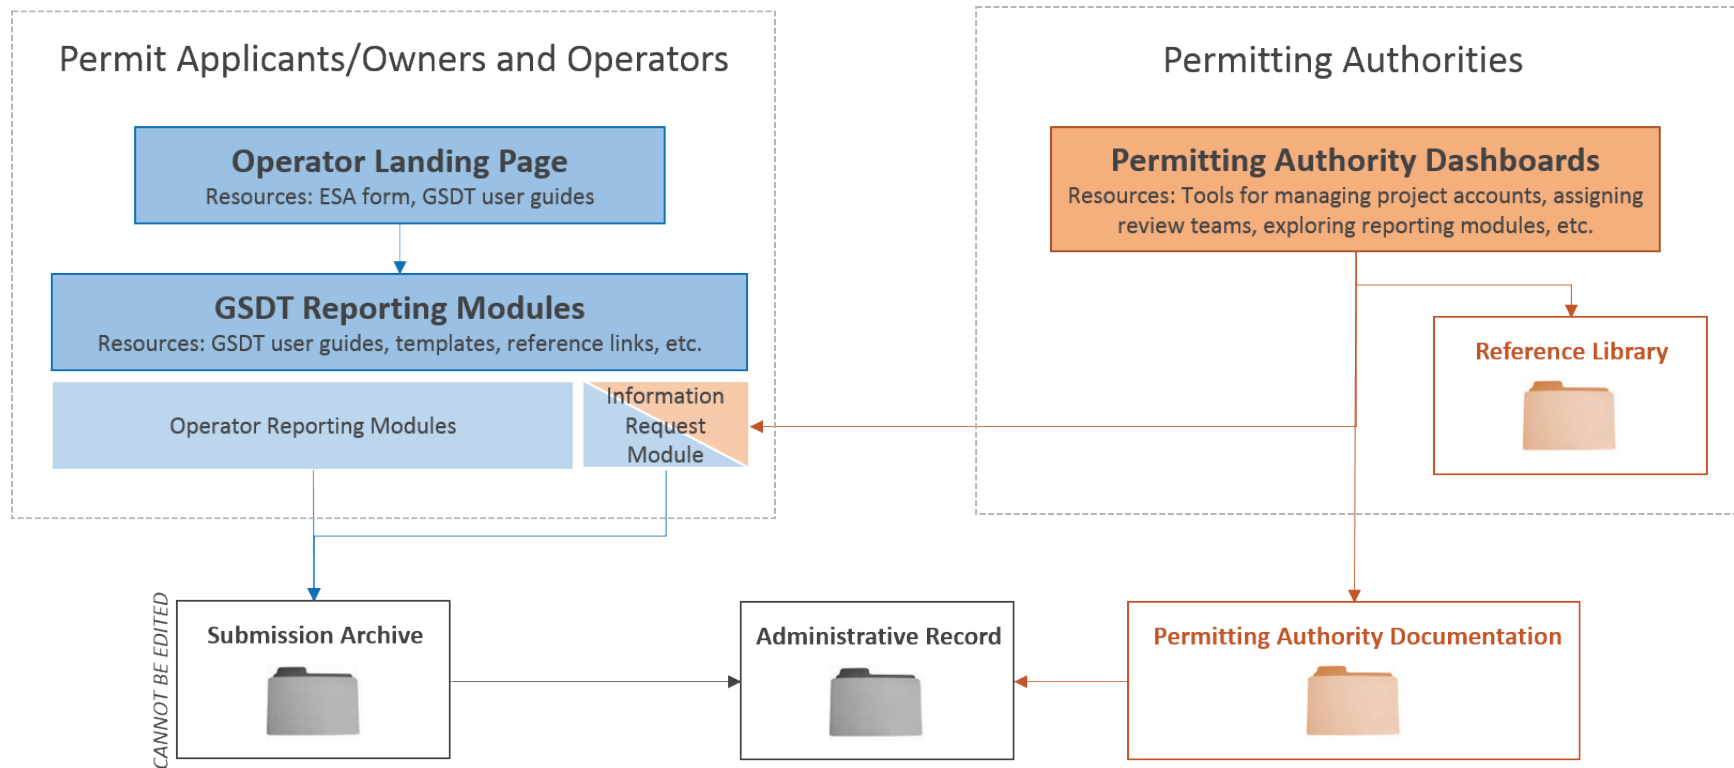 Permit Applicants/Owners and Operators
Operator Landing Page
Resources: ESA form, GSDT user guides
GSDT Reporting Modules
Resources: GSDT user guides, templates, reference links, etc.
Operator Reporting Modules
Information
Request
Module
Permitting Authorities
Permitting Authority Dashboards
Resources: Tools for managing project accounts, assigning
review teams, exploring reporting modules, etc.
Reference Library
CANNOT BE EDITED
Submission Archive
Administrative Record
Permitting Authority Documentation